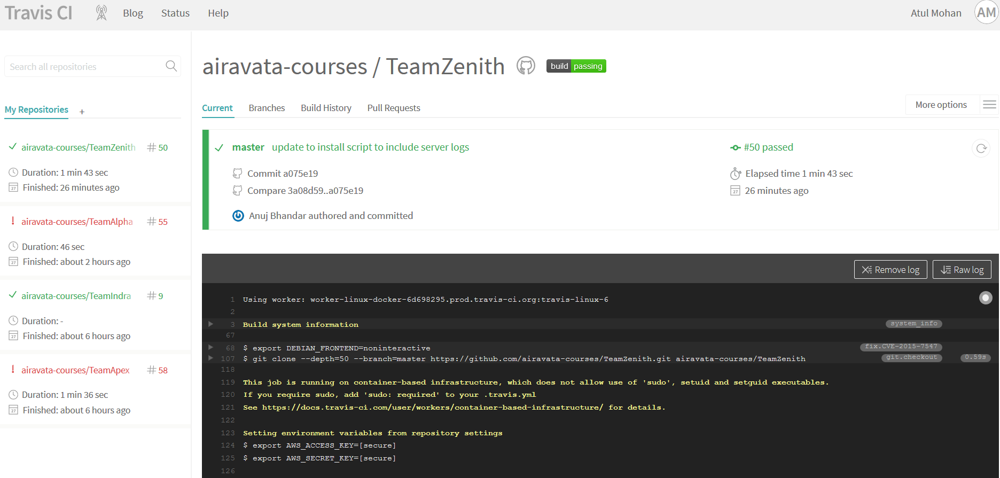 Travis CI
Blog
Status
Help
Atul Mohan
AM
Search all repositories
My Repositories
+
airavata-courses/TeamZenith
# 50
Duration: 1 min 43 sec
27
Finished: 26 minutes ago
! airavata-courses/TeamAlpha
# 55
Duration: 46 sec
27
Finished: about 2 hours ago
airavata-courses/TeamIndra
# 9
Duration: -
27
Finished: about 6 hours ago
! airavata-courses/TeamApex
# 58
Duration: 1 min 36 sec
27
Finished: about 6 hours ago
airavata-courses / TeamZenith
build passing
Current
Branches
Build History
Pull Requests
More options
master update to install script to include server logs
#50 passed
Commit a075e19
Elapsed time 1 min 43 sec
Compare 3a08d59..a075e19
27
26 minutes ago
Anuj Bhandar authored and committed
Remove log
Raw log
1 Using worker: worker-linux-docker-6d698295.prod.travis-ci.org:travis-linux-6
2
3 Build system information
system_info
67
68 $ export DEBIAN_FRONTEND=noninteractive
fix.CVE-2015-7547
107 $ git clone --depth=50 --branch=master https://github.com/airavata-courses/TeamZenith.git airavata-courses/TeamZenith
git.checkout
0.59s
118
119 This job is running on container-based infrastructure, which does not allow use of 'sudo', setuid and setguid executables.
120 If you require sudo, add 'sudo: required' to your .travis.yml
121 See https://docs.travis-ci.com/user/workers/container-based-infrastructure/ for details.
122
123 Setting environment variables from repository settings
124 $ export AWS_ACCESS_KEY=[secure]
125 $ export AWS_SECRET_KEY=[secure]
126